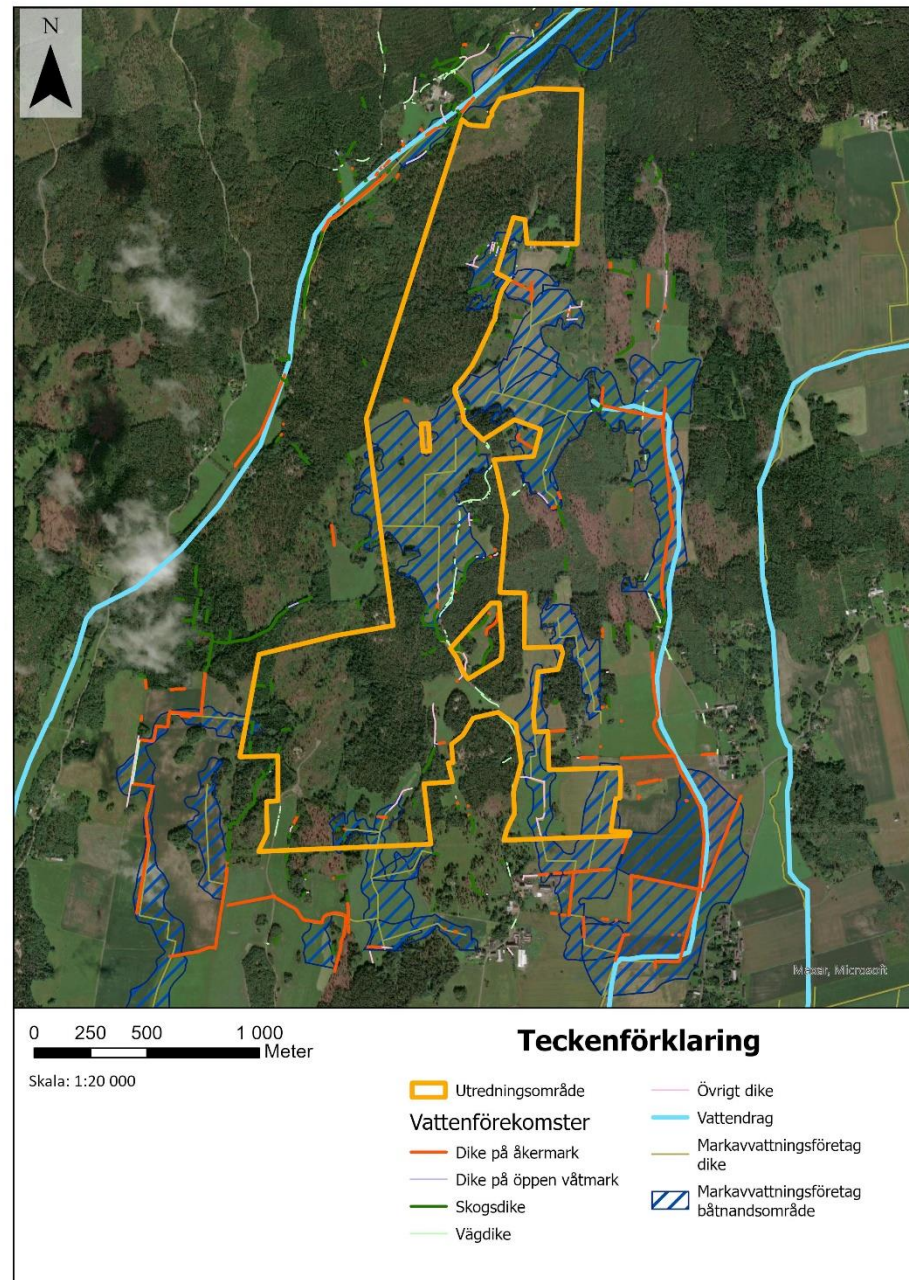 N
Maxar, Microsoft
0 250 500 1 000
Meter
Skala: 1:20 000
Teckenförklaring
Utredningsområde
Vattenförekomster
Dike på åkermark
Dike på öppen våtmark
Skogsdike
Vägdike
Övrigt dike
Vattendrag
Markavvattningsföretag
dike
Markavvattningsföretag
båtnandsområde